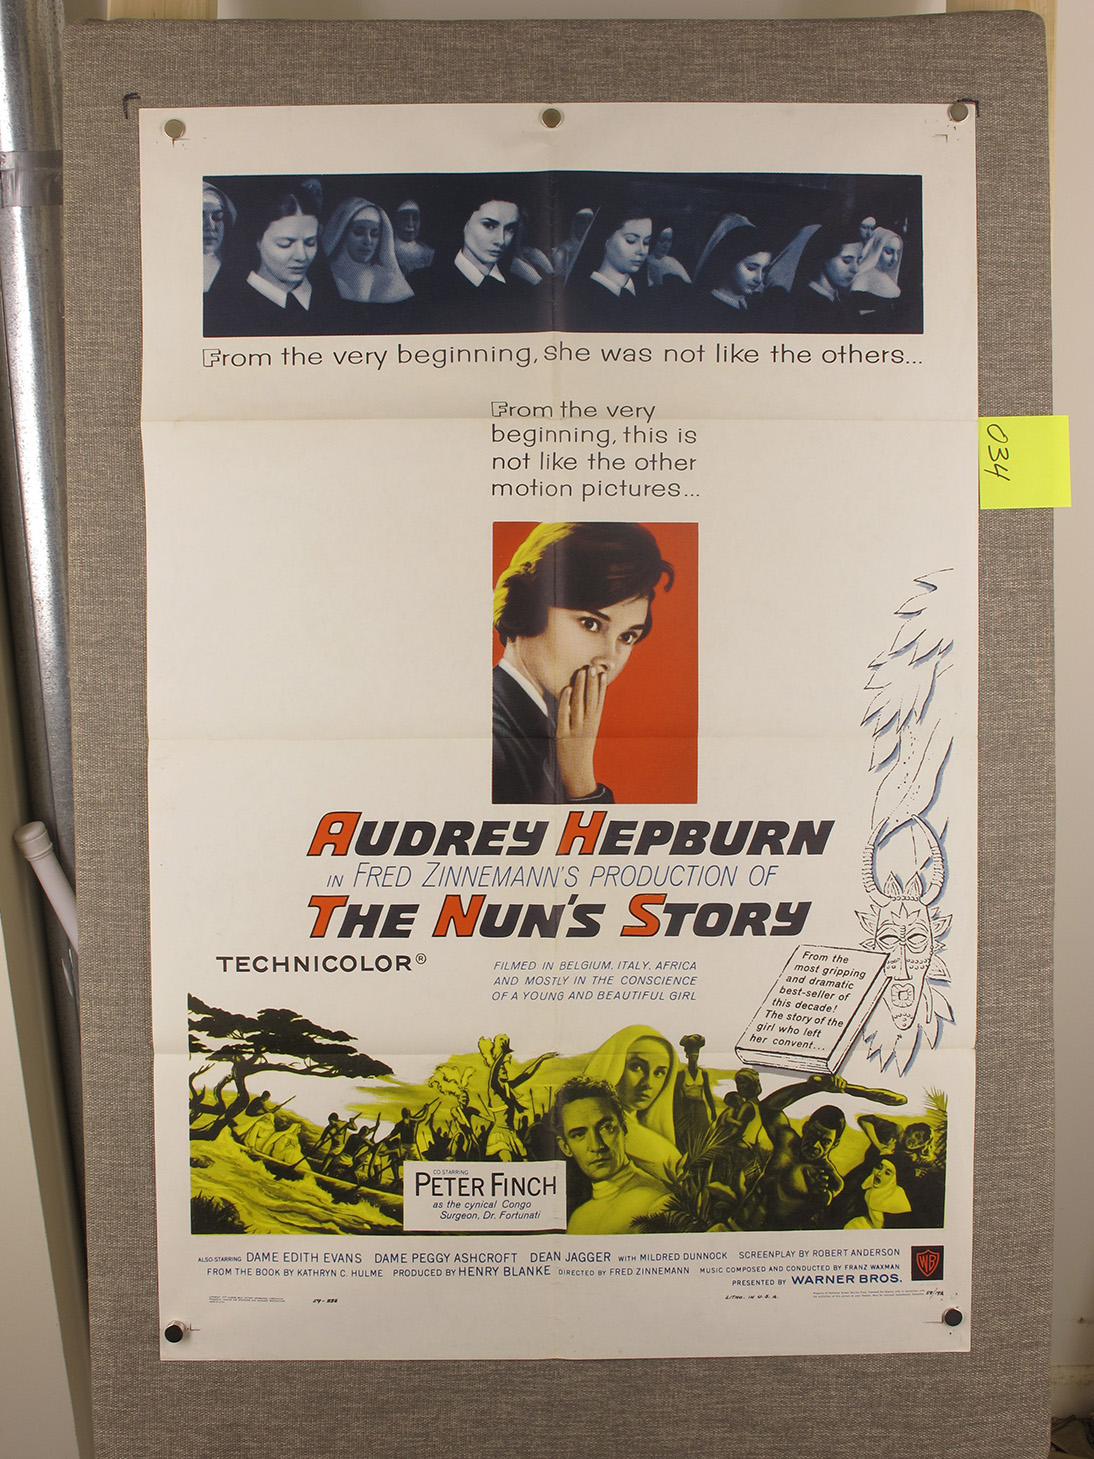 From the very beginning, she was not like the others...
From the very
beginning, this is
not like the other
motion pictures...
034
AUDREY HEPBURN
IN FRED ZINNEMANN'S PRODUCTION OF
THE NUN'S STORY
TECHNICOLOR®
FILMED IN BELGIUM, ITALY, AFRICA
AND MOSTLY IN THE CONSCIENCE
OF A YOUNG AND BEAUTIFUL GIRL
From the
most gripping
and dramatic
best-seller of
this decade!
The story of the
girl who left
her convent...
CO-STARRING
PETER FINCH
as the cynical Congo
Surgeon, Dr. Fortunati
ALSO STARRING DAME EDITH EVANS DAME PEGGY ASHCROFT DEAN JAGGER WITH MILDRED DUNNOCK SCREENPLAY BY ROBERT ANDERSON
FROM THE BOOK BY KATHRYN C. HULME PRODUCED BY HENRY BLANKE DIRECTED BY FRED ZINNEMANN MUSIC COMPOSED AND CONDUCTED BY FRANZ WAXMAN
PRESENTED BY WARNER BROS.
WB
LITHO. IN U.S.A.